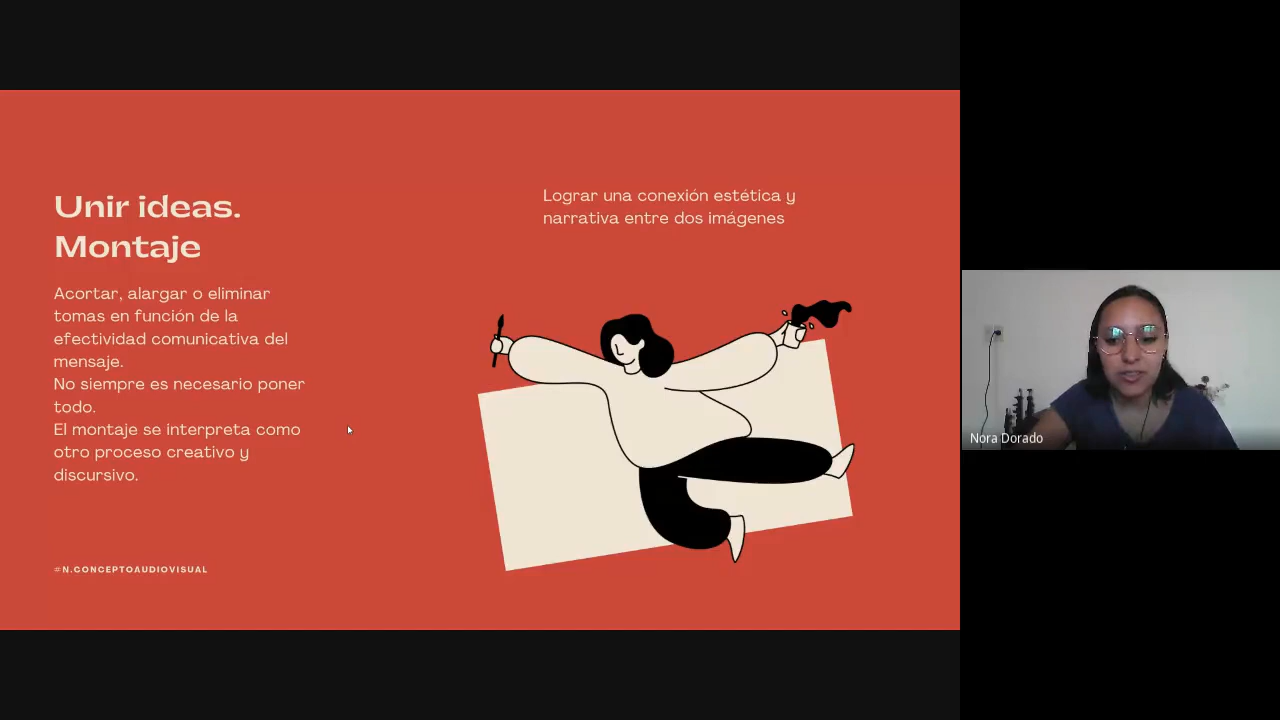 Unir ideas.
Montaje
Acortar, alargar o eliminar
tomas en función de la
efectividad comunicativa del
mensaje.
No siempre es necesario poner
todo.
El montaje se interpreta como
otro proceso creativo y
discursivo.
#N.CONCEPTOAUDIOVISUAL
Lograr una conexión estética y
narrativa entre dos imágenes
Nora Dorado